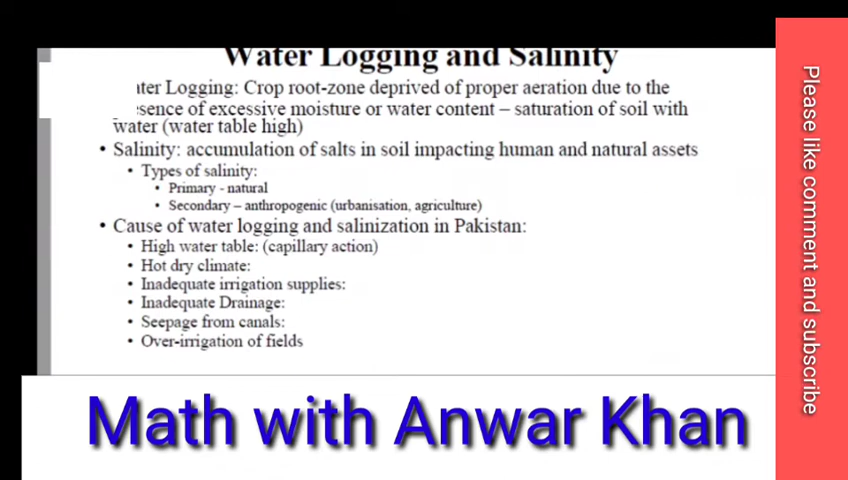 Water Logging and Salinity
ter Logging: Crop root-zone deprived of proper aeration due to the
sence of excessive moisture or water content – saturation of soil with
water (water table high)
• Salinity: accumulation of salts in soil impacting human and natural assets
• Types of salinity:
• Primary - natural
• Secondary – anthropogenic (urbanisation, agriculture)
• Cause of water logging and salinization in Pakistan:
• High water table: (capillary action)
• Hot dry climate:
• Inadequate irrigation supplies:
• Inadequate Drainage:
• Seepage from canals:
• Over-irrigation of fields
Math with Anwar Khan
Please like comment and subscribe